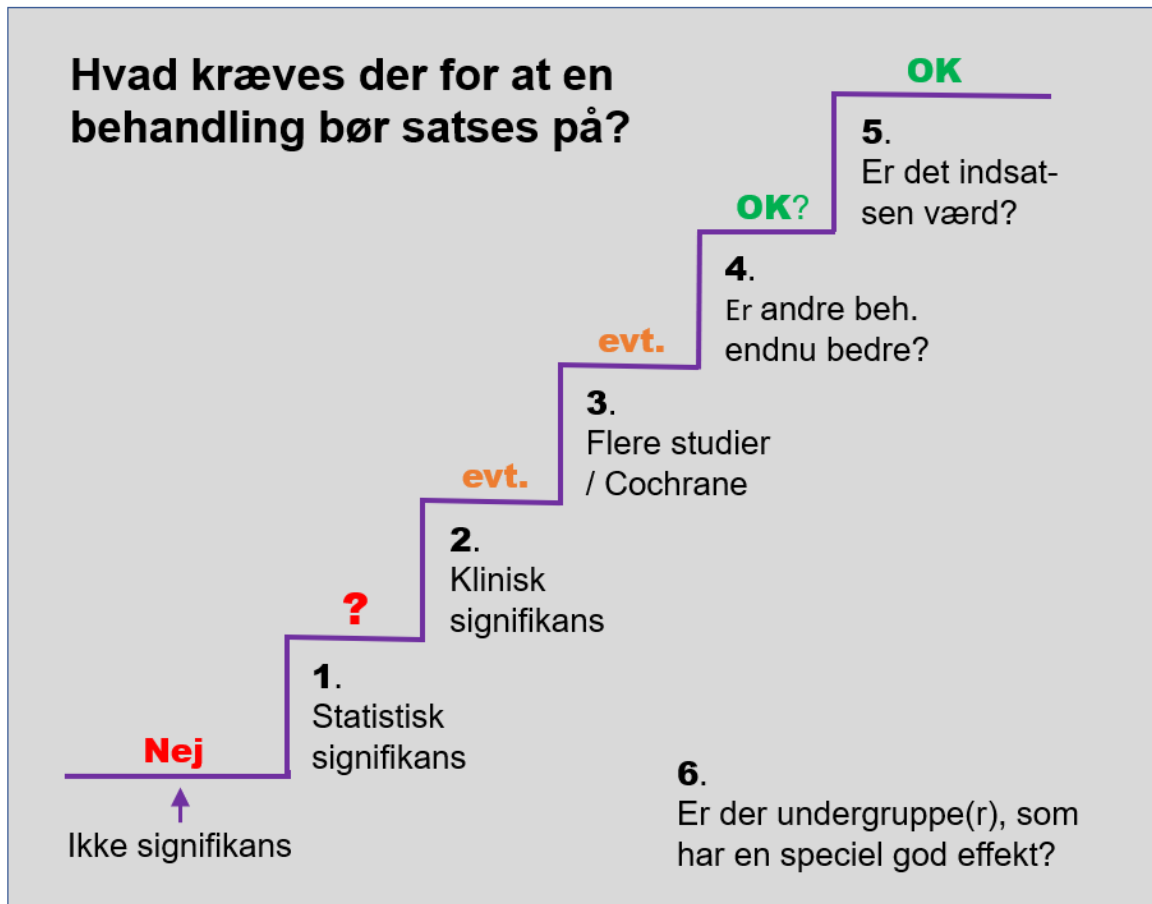 Hvad kræves der for at en
behandling bør satses på?
OK
5.
Er det indsat-
sen værd?
OK?
4.
Er andre beh.
endnu bedre?
evt.
3.
Flere studier
/ Cochrane
evt.
2.
Klinisk
signifikans
?
1.
Statistisk
signifikans
Nej
Ikke signifikans
6.
Er der undergruppe(r), som
har en speciel god effekt?